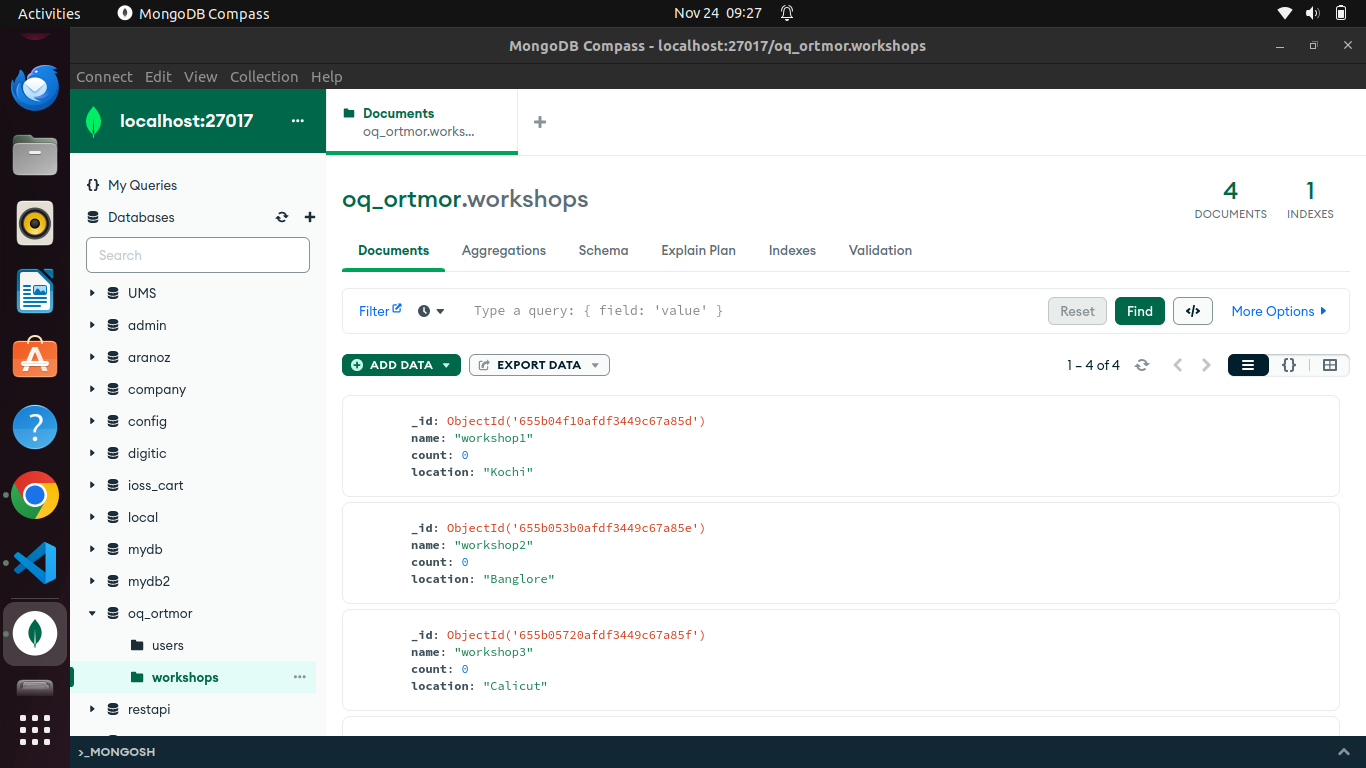 Activities
MongoDB Compass
Nov 24 09:27
MongoDB Compass - localhost:27017/oq_ortmor.workshops
Connect Edit View Collection Help
localhost:27017
Documents
oq_ortmor.works...
My Queries
Databases
Search
UMS
admin
aranoz
company
config
digitic
ioss_cart
local
mydb
mydb2
oq_ortmor
users
workshops
restapi
oq_ortmor.workshops
4
DOCUMENTS
1
INDEXES
Documents Aggregations Schema Explain Plan Indexes Validation
Filter Type a query: { field: 'value' } Reset Find </> More Options
ADD DATA EXPORT DATA 1 – 4 of 4 {}
_id: ObjectId('655b04f10afdf3449c67a85d')
name: "workshop1"
count: 0
location: "Kochi"
_id: ObjectId('655b053b0afdf3449c67a85e')
name: "workshop2"
count: 0
location: "Banglore"
_id: ObjectId('655b05720afdf3449c67a85f')
name: "workshop3"
count: 0
location: "Calicut"
>_MONGOSH